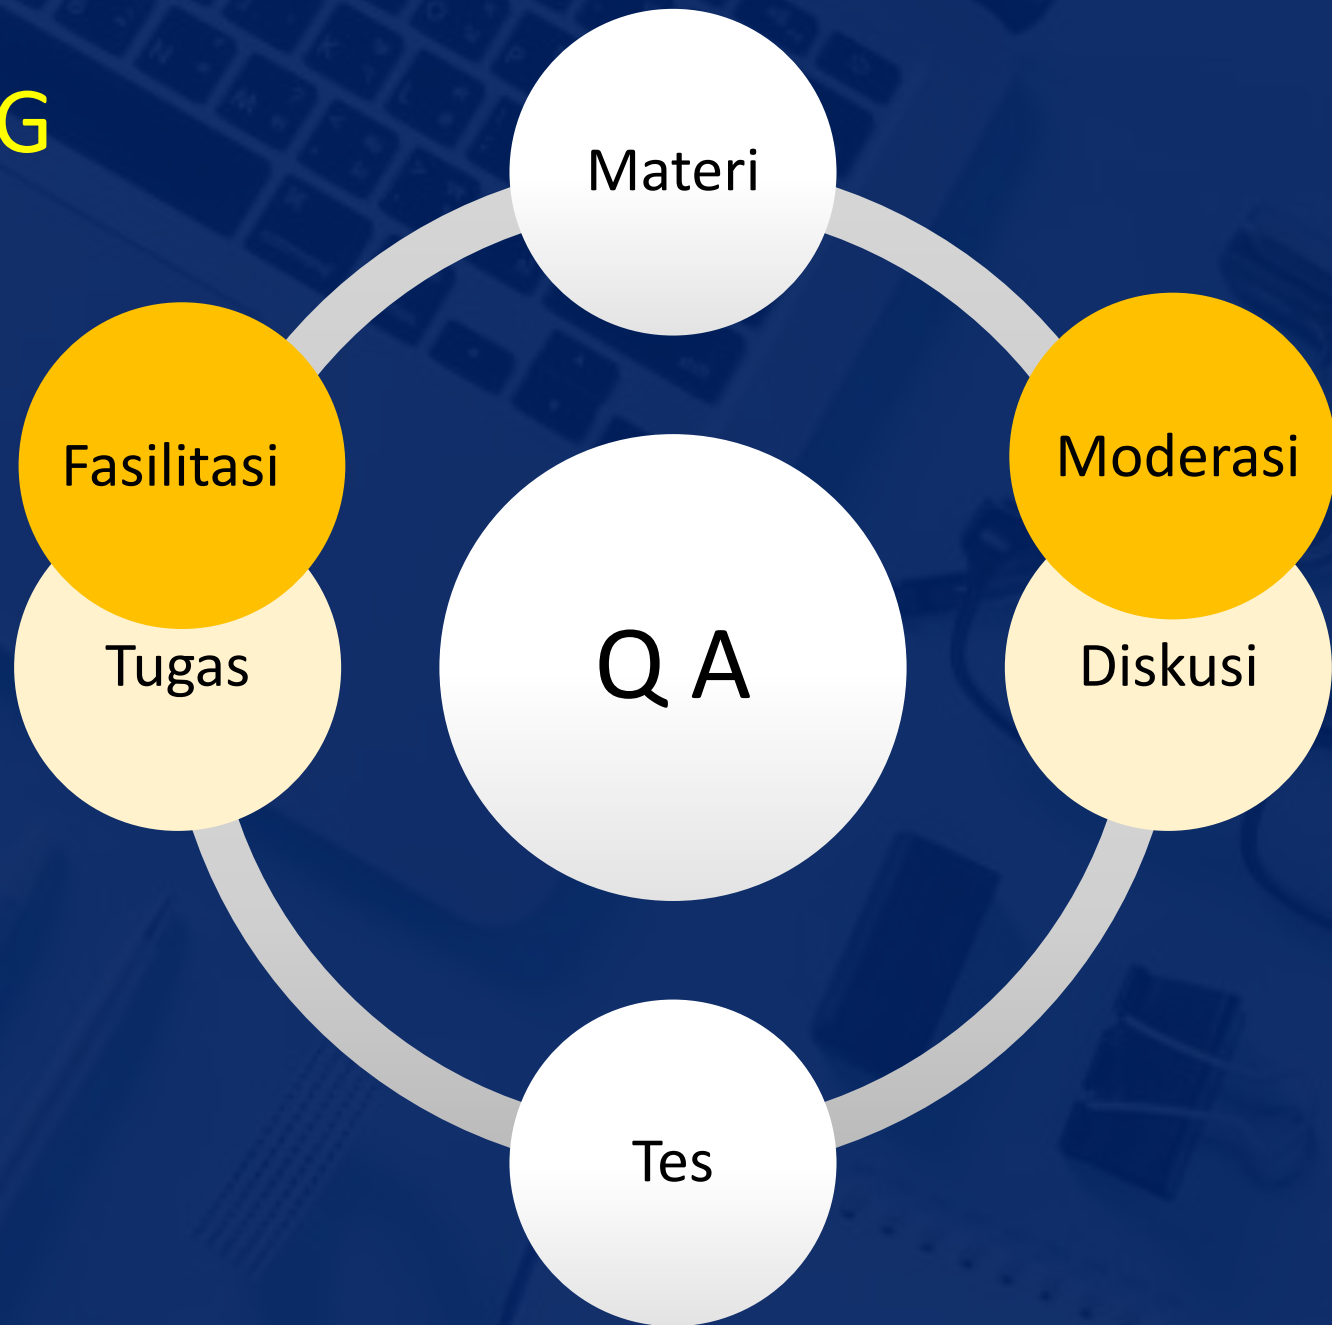 G
Materi
Fasilitasi
Moderasi
Tugas
Q A
Diskusi
Tes